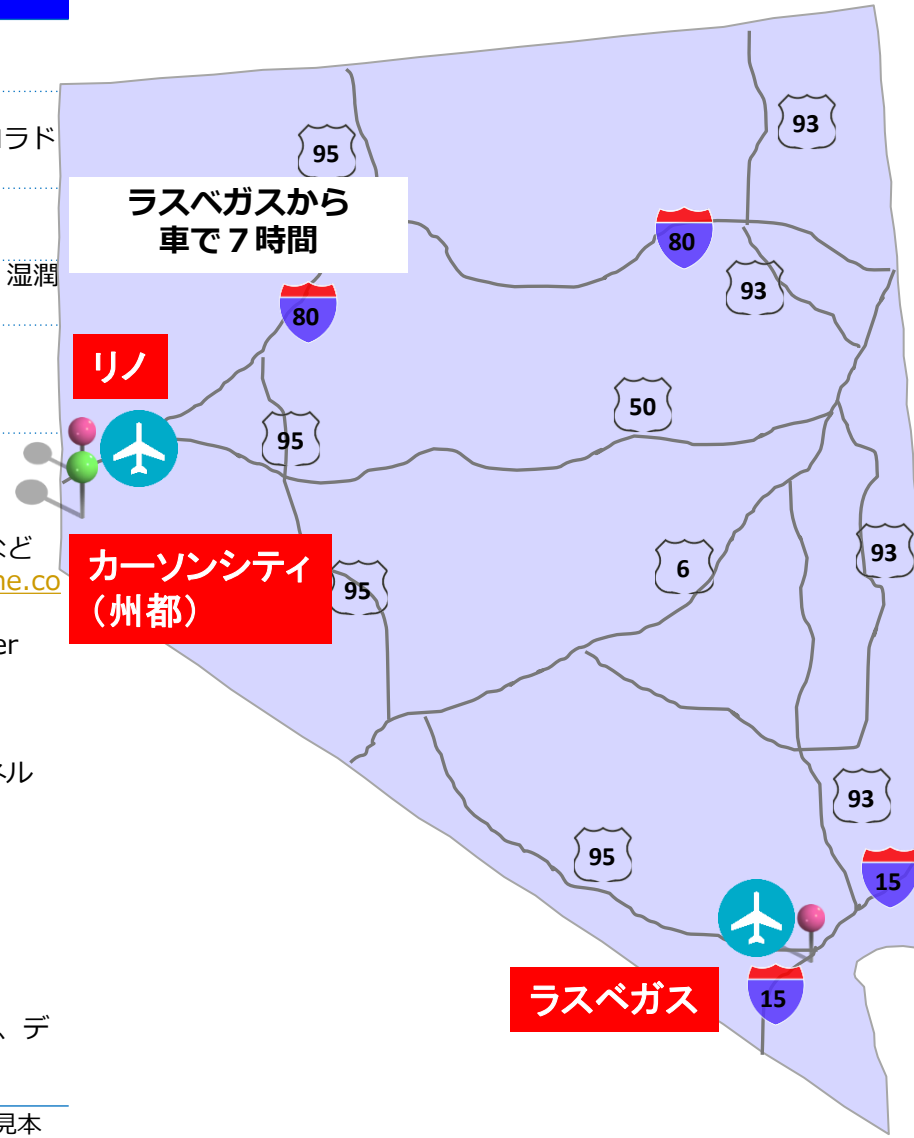 ラド
湿潤
など
ne.co
er
ネル
、デ
見本
95
93
ラスベガスから
車で７時間
80
93
80
リノ
50
95
カーソンシティ
（州都）
95
6
93
93
95
15
ラスベガス
15